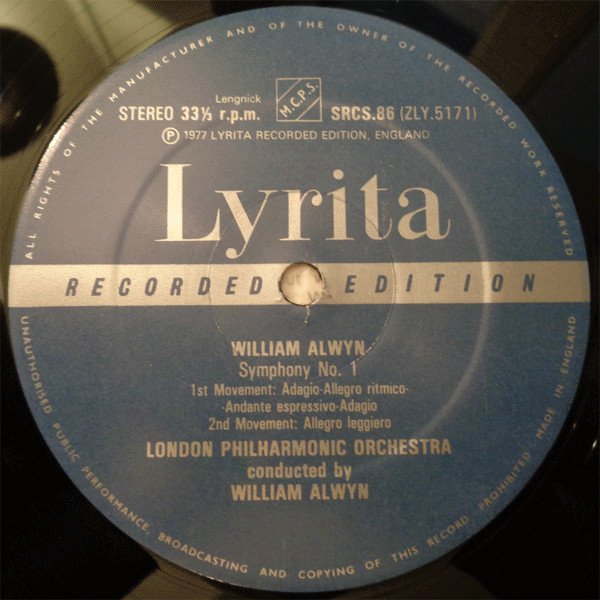 ALL RIGHTS OF THE MANUFACTURER AND OF THE OWNER OF THE RECORDED WORK RESERVED
Lengnick
STEREO 33⅓ r.p.m. M.C.P.S. SRCS.86 (ZLY.5171)
Ⓟ 1977 LYRITA RECORDED EDITION, ENGLAND
Lyrita
RECORDED EDITION
WILLIAM ALWYN
Symphony No. 1
1st Movement: Adagio-Allegro ritmico-
-Andante espressivo-Adagio
2nd Movement: Allegro leggiero
LONDON PHILHARMONIC ORCHESTRA
conducted by
WILLIAM ALWYN
UNAUTHORISED PUBLIC PERFORMANCE, BROADCASTING AND COPYING OF THIS RECORD PROHIBITED. MADE IN ENGLAND